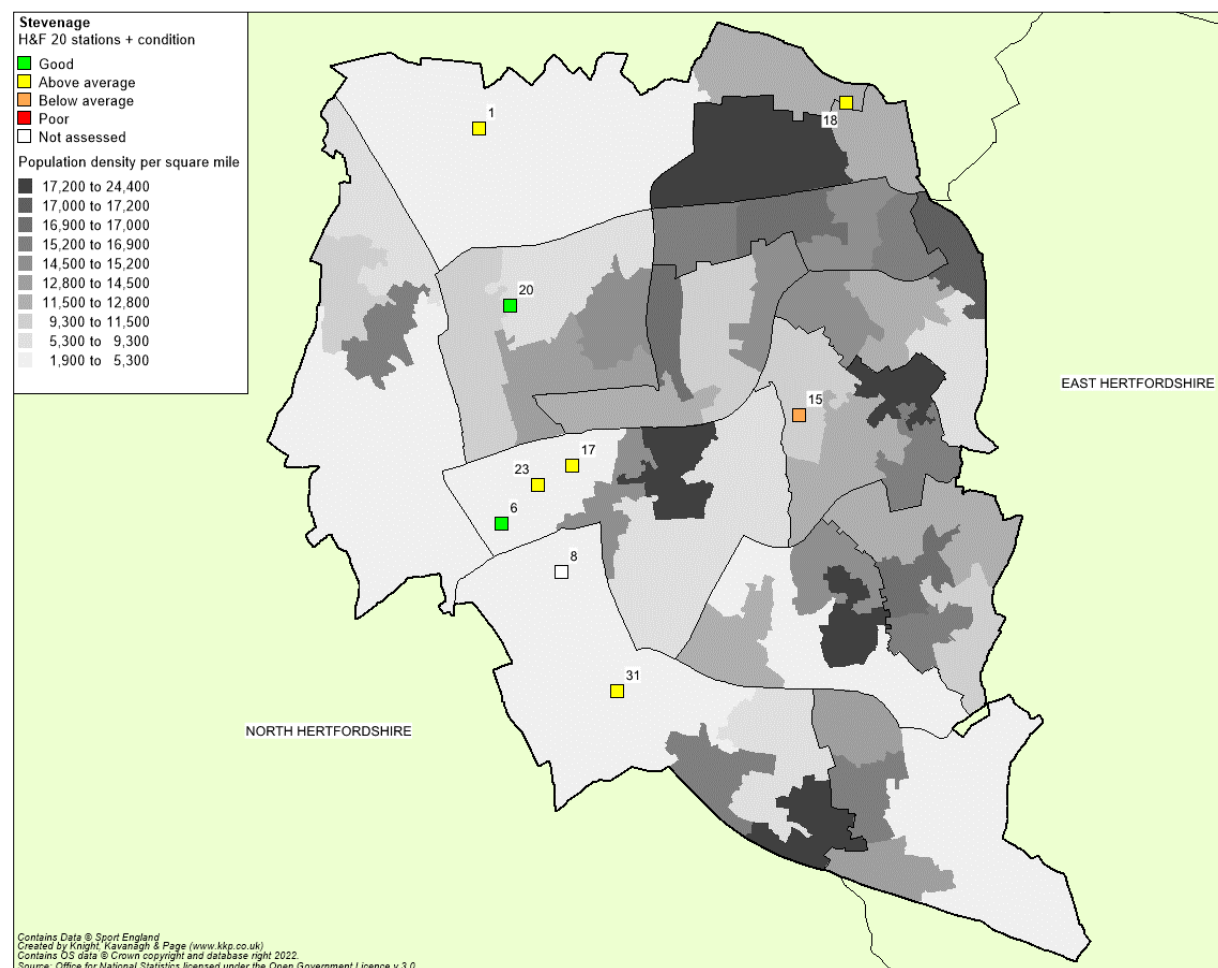 Stevenage
H&F 20 stations + condition
Good
Above average
Below average
Poor
Not assessed
Population density per square mile
17,200 to 24,400
17,000 to 17,200
16,900 to 17,000
15,200 to 16,900
14,500 to 15,200
12,800 to 14,500
11,500 to 12,800
9,300 to 11,500
5,300 to 9,300
1,900 to 5,300
1
18
20
EAST HERTFORDSHIRE
15
17
23
6
8
31
NORTH HERTFORDSHIRE
Contains Data ® Sport England
Created by Knight, Kavanagh & Page (www.kkp.co.uk)
Contains OS data ® Crown copyright and database right 2022.
Source: Office for National Statistics licensed under the Open Government Licence v.3.0